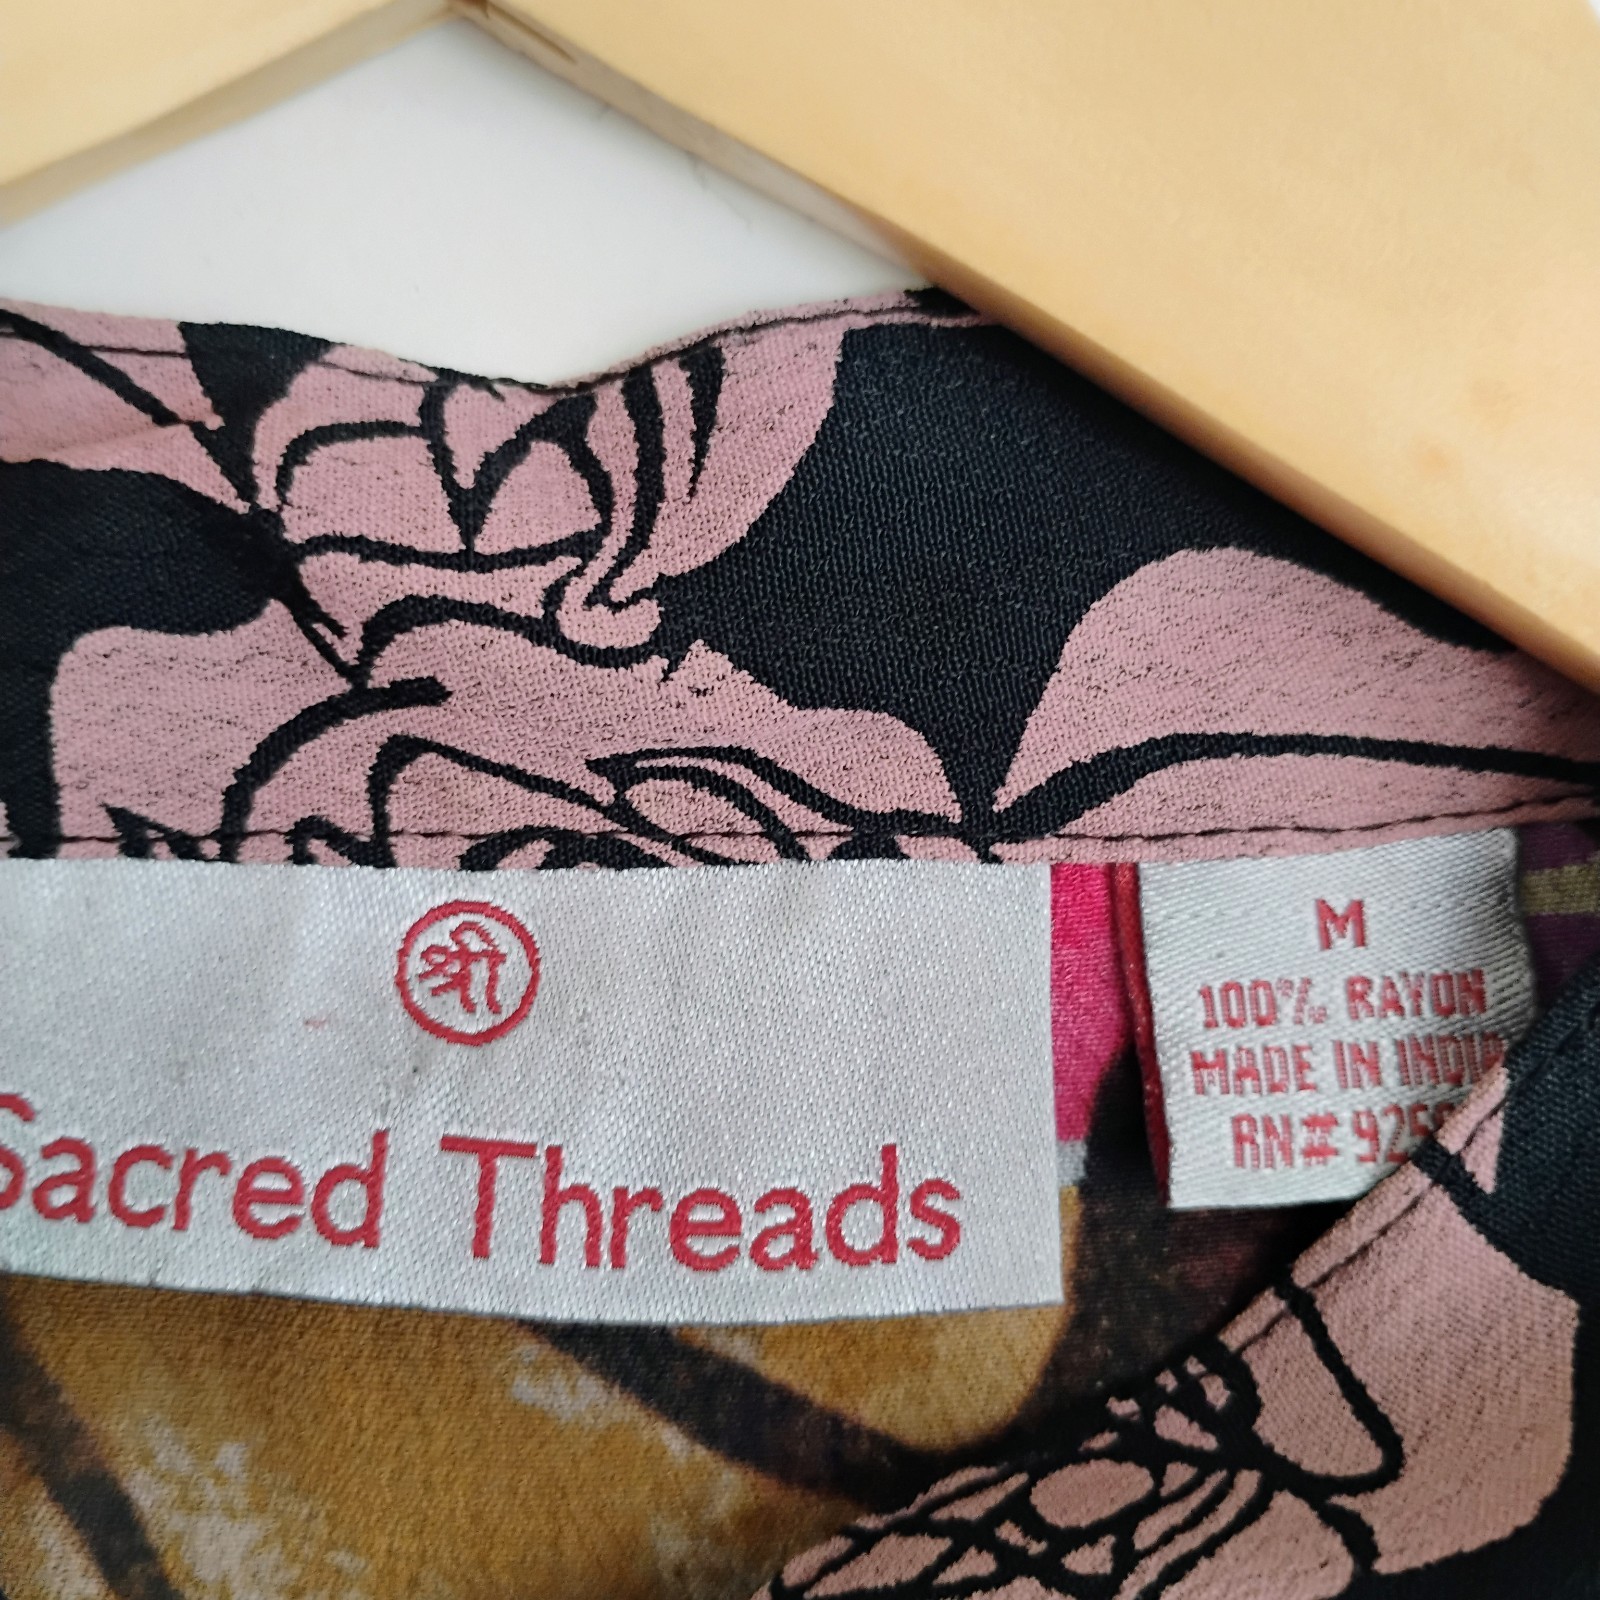 श्री
Sacred Threads
M
100% RAYON
MADE IN INDIA
RN#